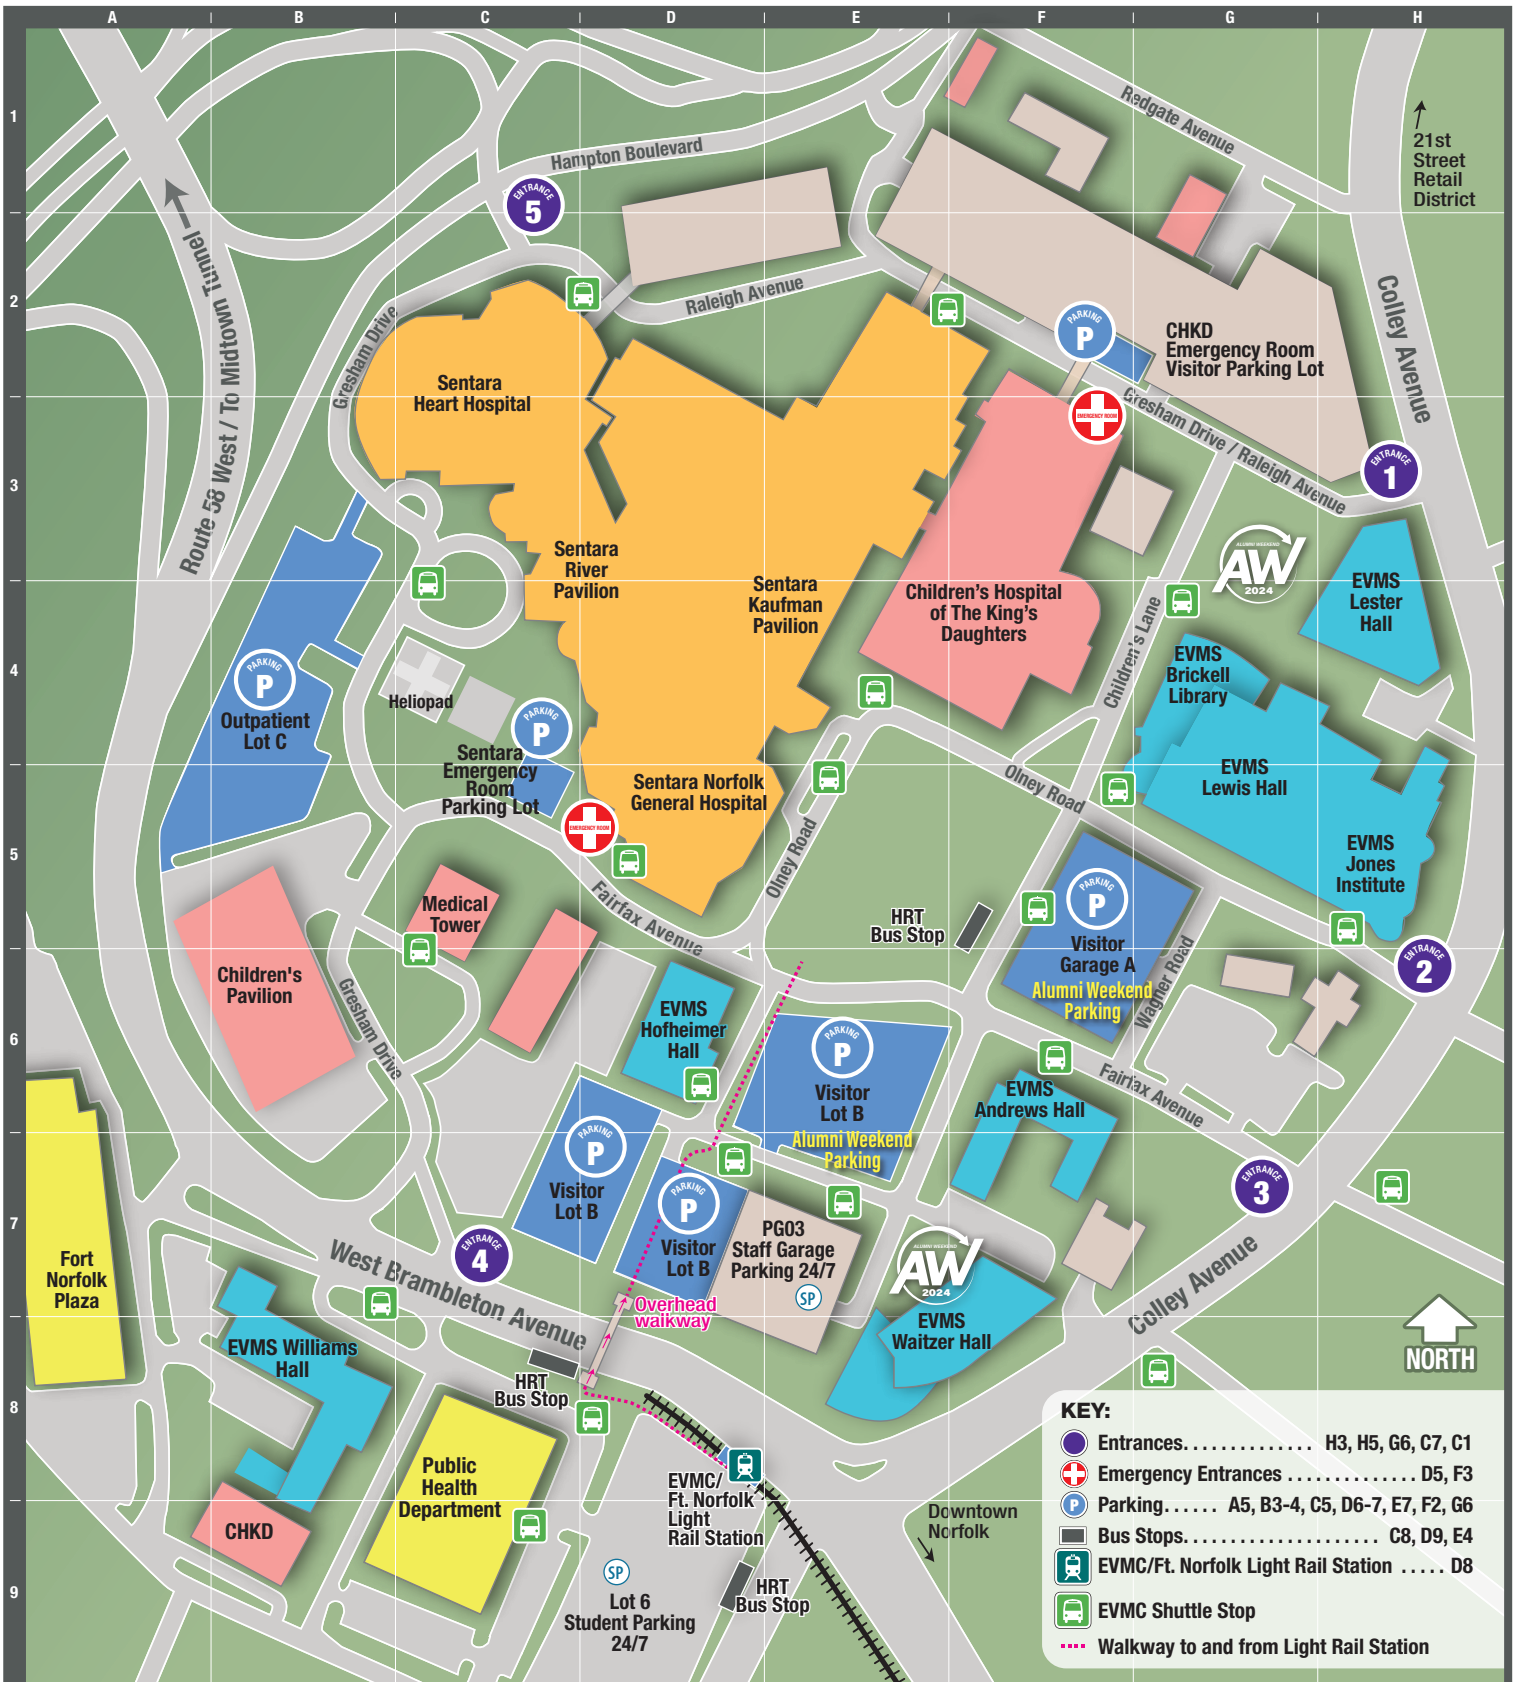 A B C D E F G H
1
2
3
4
5
6
7
8
9
Redgate Avenue
21st
Street
Retail
District
Hampton Boulevard
ENTRANCE
5
Route 58 West / To Midtown Tunnel
Gresham Drive
Raleigh Avenue
Colley Avenue
PARKING
P
CHKD
Emergency Room
Visitor Parking Lot
Sentara
Heart Hospital
EMERGENCY ROOM
Gresham Drive / Raleigh Avenue
ENTRANCE
1
ALUMNI WEEKEND
AW
2024
Sentara
River
Pavilion
Sentara
Kaufman
Pavilion
Children's Hospital
of The King's
Daughters
Children's Lane
EVMS
Lester
Hall
EVMS
Brickell
Library
PARKING
P
Outpatient
Lot C
Heliopad
PARKING
P
Sentara
Emergency
Room
Parking Lot
Sentara Norfolk
General Hospital
Olney Road
EVMS
Lewis Hall
EMERGENCY ROOM
Olney Road
EVMS
Jones
Institute
Medical
Tower
Fairfax Avenue
HRT
Bus Stop
PARKING
P
Visitor
Garage A
Alumni Weekend
Parking
Wagner Road
ENTRANCE
2
Children's
Pavilion
Gresham Drive
EVMS
Hofheimer
Hall
PARKING
P
Visitor
Lot B
Alumni Weekend
Parking
EVMS
Andrews Hall
Fairfax Avenue
PARKING
P
Visitor
Lot B
PARKING
P
Visitor
Lot B
PG03
Staff Garage
Parking 24/7
SP
ENTRANCE
3
ENTRANCE
4
Fort
Norfolk
Plaza
West Brambleton Avenue
Overhead
walkway
ALUMNI WEEKEND
AW
2024
EVMS
Waitzer Hall
Colley Avenue
NORTH
EVMS Williams
Hall
HRT
Bus Stop
Public
Health
Department
CHKD
EVMC/
Ft. Norfolk
Light
Rail Station
Downtown
Norfolk
SP
Lot 6
Student Parking
24/7
HRT
Bus Stop
KEY:
Entrances. . . . . . . . . . . . . . H3, H5, G6, C7, C1
Emergency Entrances . . . . . . . . . . . . . . D5, F3
P Parking. . . . . . A5, B3-4, C5, D6-7, E7, F2, G6
Bus Stops. . . . . . . . . . . . . . . . . . . . . C8, D9, E4
EVMC/Ft. Norfolk Light Rail Station . . . . . D8
EVMC Shuttle Stop
Walkway to and from Light Rail Station